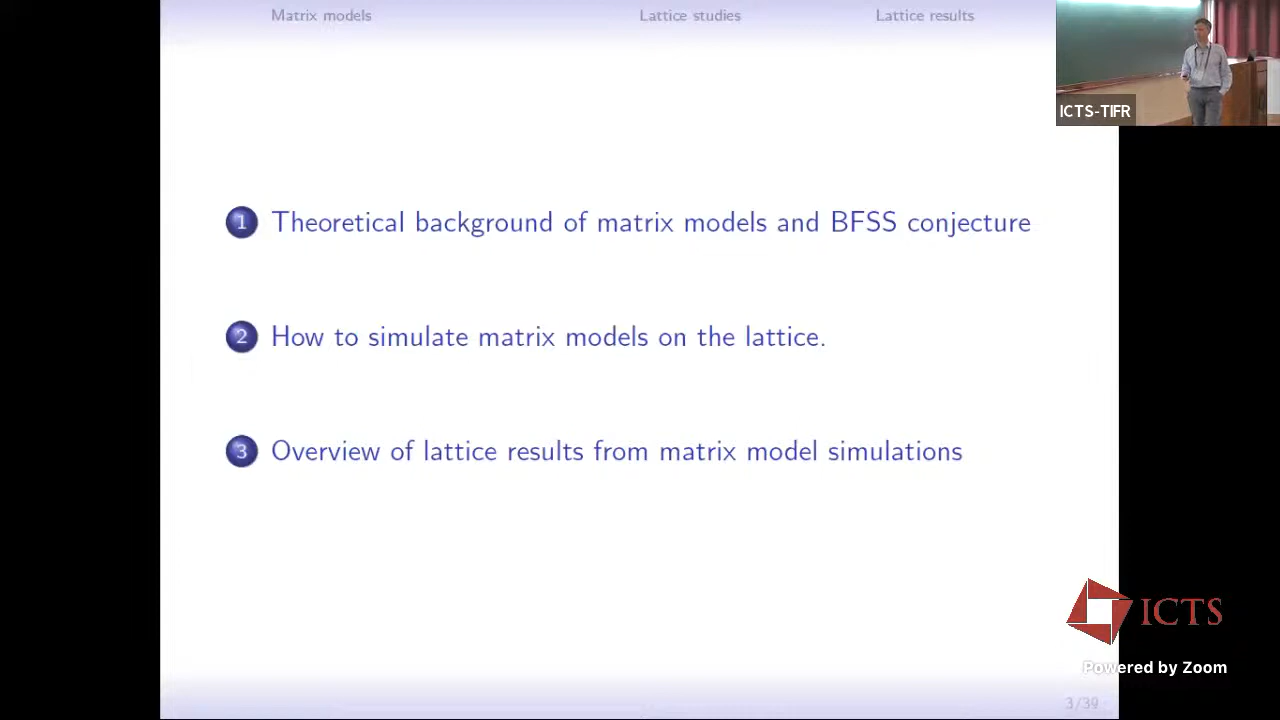 Matrix models
Lattice studies
Lattice results
ICTS-TIFR
1 Theoretical background of matrix models and BFSS conjecture
2 How to simulate matrix models on the lattice.
3 Overview of lattice results from matrix model simulations
ICTS
Powered by Zoom
3/39